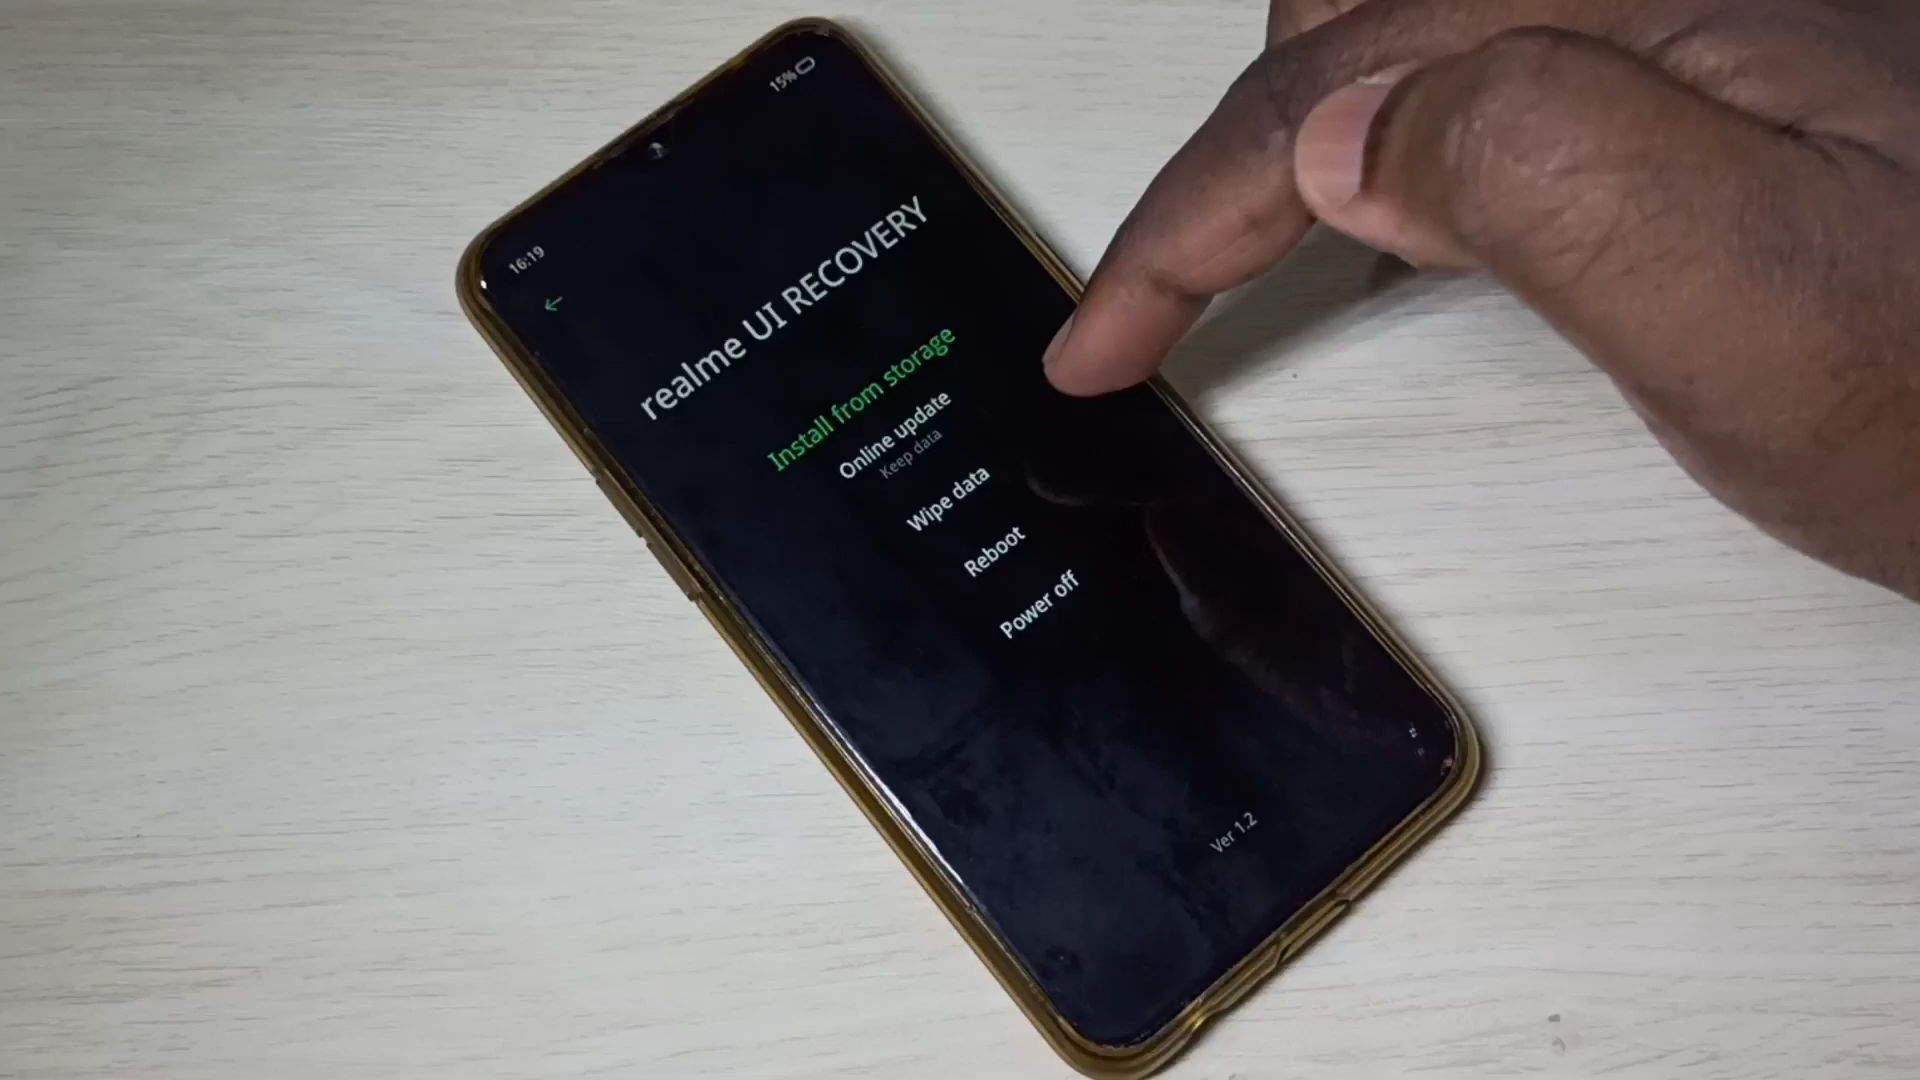 16:19
15%
←
realme UI RECOVERY
Install from storage
Online update
Keep data
Wipe data
Reboot
Power off
Ver 1.2